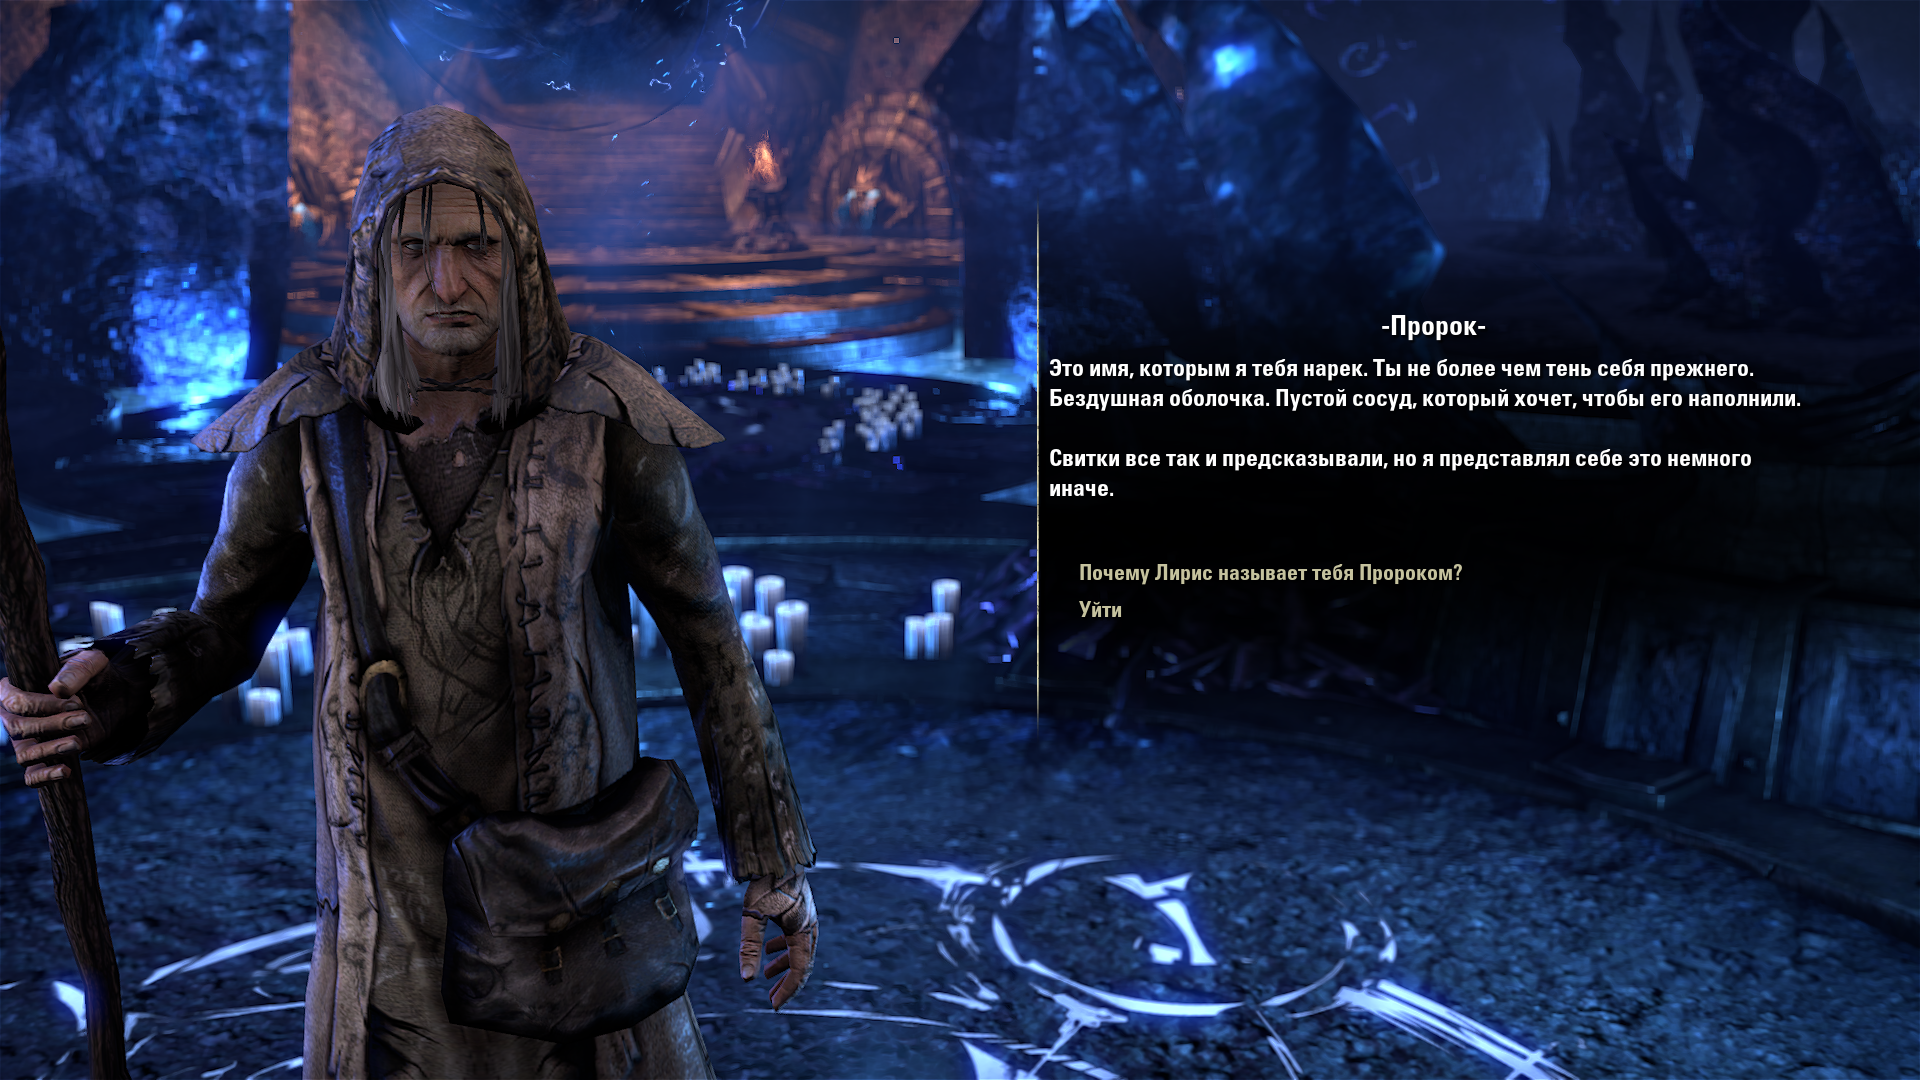 -Пророк-
Это имя, которым я тебя нарек. Ты не более чем тень себя прежнего.
Бездушная оболочка. Пустой сосуд, который хочет, чтобы его наполнили.
Свитки все так и предсказывали, но я представлял себе это немного
иначе.
Почему Лирис называет тебя Пророком?
Уйти